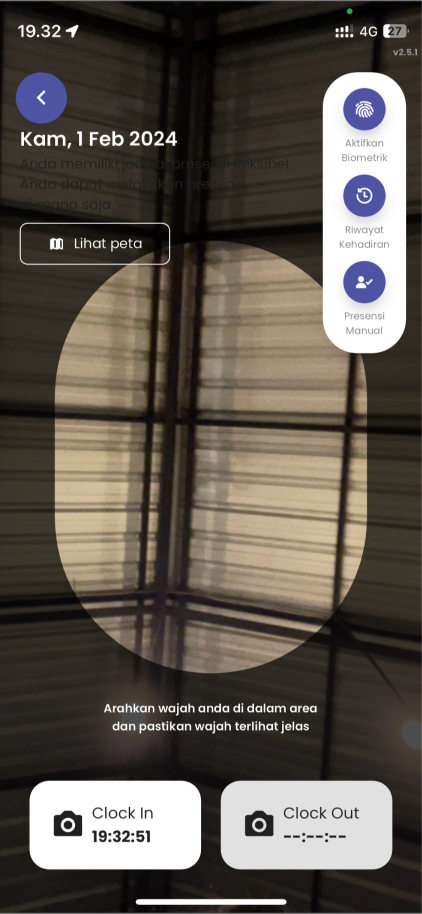 19.32
4G 27
v2.5.1
Kam, 1 Feb 2024
Anda memiliki jadwal presensi fleksibel.
Anda dapat melakukan presensi
di mana saja.
Lihat peta
Aktifkan
Biometrik
Riwayat
Kehadiran
Presensi
Manual
Arahkan wajah anda di dalam area
dan pastikan wajah terlihat jelas
Clock In
19:32:51
Clock Out
--:--:--